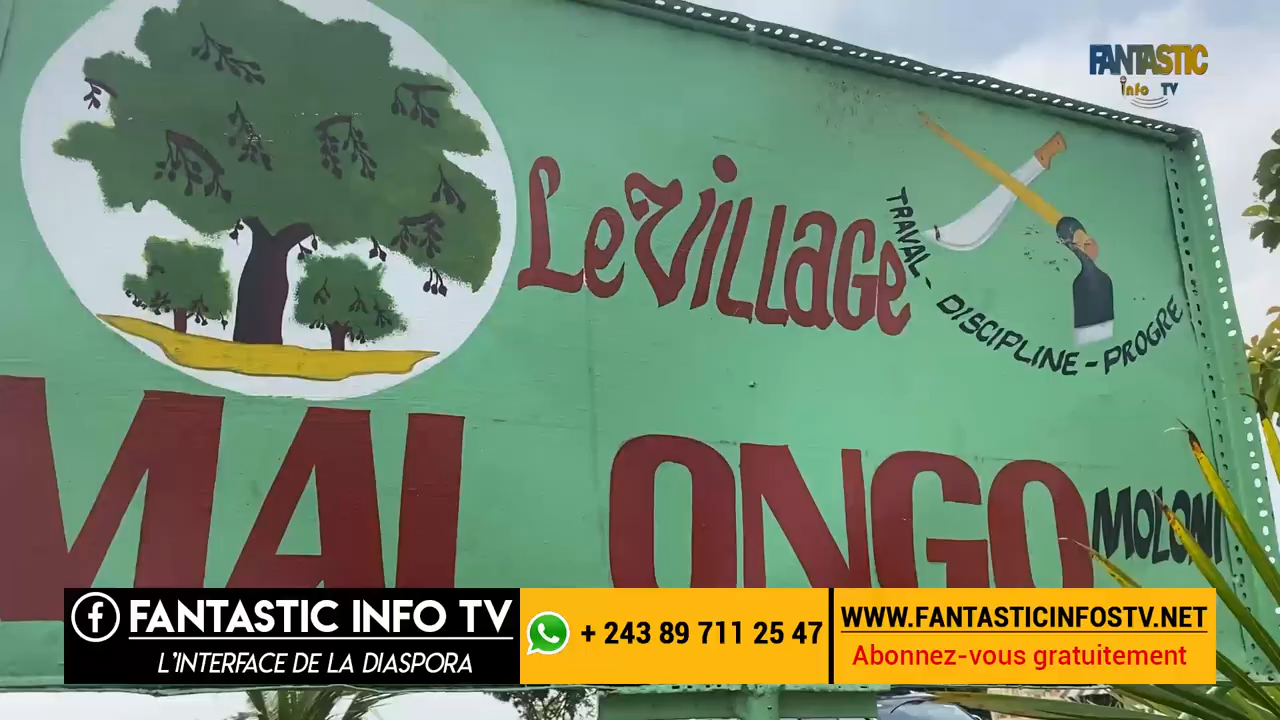 FANTASTIC
info TV
Le Village
TRAVAL - DISCIPLINE - PROGRE
MALONGO
MOLONI
FANTASTIC INFO TV
L'INTERFACE DE LA DIASPORA
+ 243 89 711 25 47
WWW.FANTASTICINFOSTV.NET
Abonnez-vous gratuitement